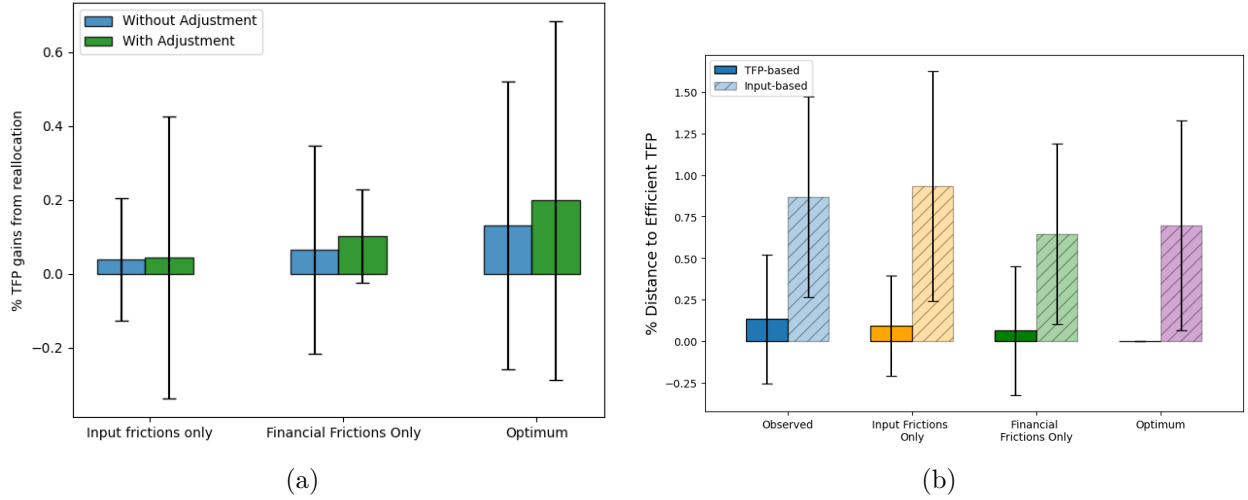 Without Adjustment
With Adjustment
% TFP gains from reallocation
0.6
0.4
0.2
0.0
−0.2
Input frictions only
Financial Frictions Only
Optimum
(a)
TFP-based
Input-based
% Distance to Efficient TFP
1.50
1.25
1.00
0.75
0.50
0.25
0.00
−0.25
Observed
Input Frictions
Only
Financial
Frictions Only
Optimum
(b)